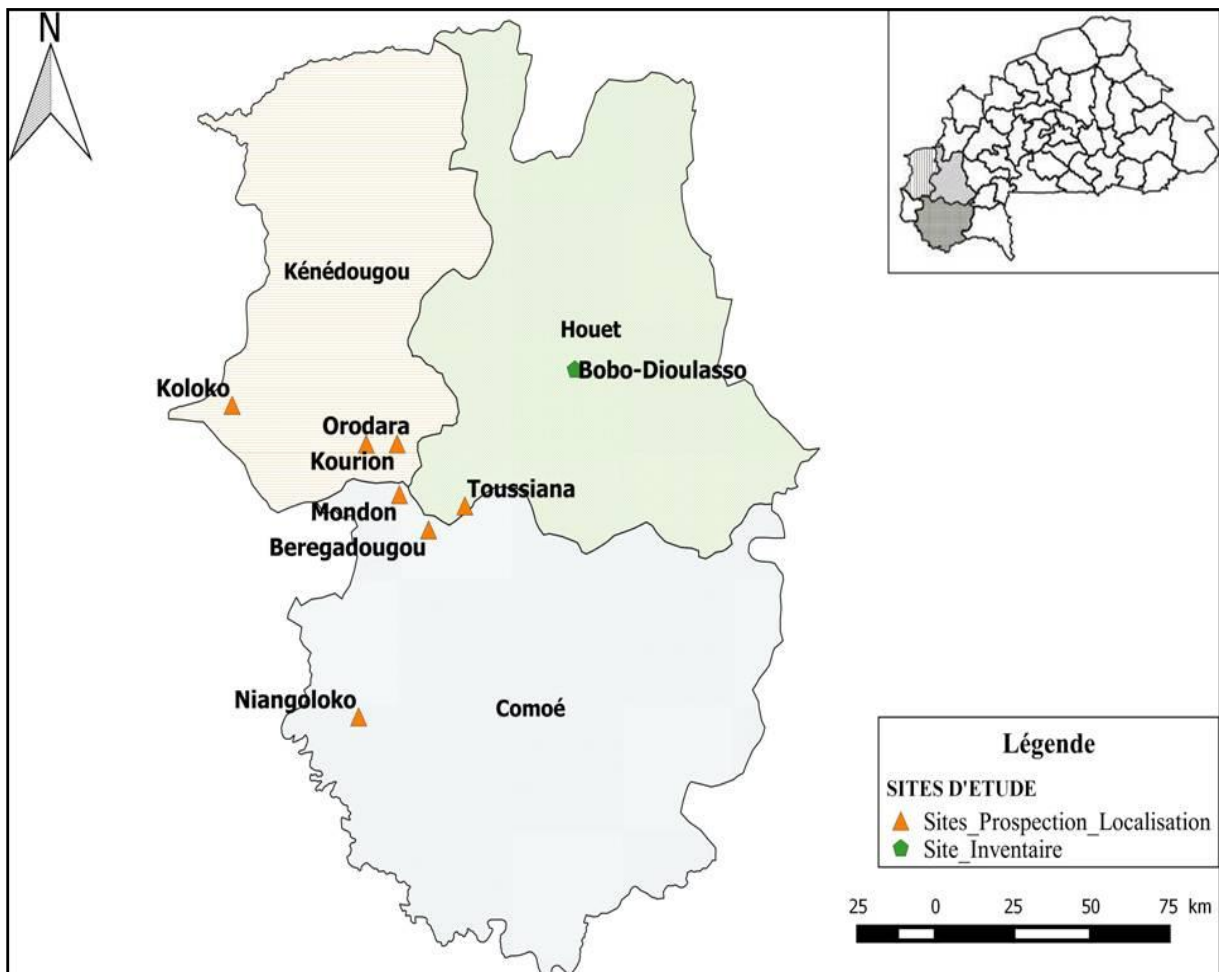 N
Kénédougou
Houet
Bobo-Dioulasso
Koloko
Orodara
Kourion
Toussiana
Mondon
Beregadougou
Niangoloko
Comoé
Légende
SITES D'ETUDE
Sites_Prospection_Localisation
Site_Inventaire
25 0 25 50 75 km